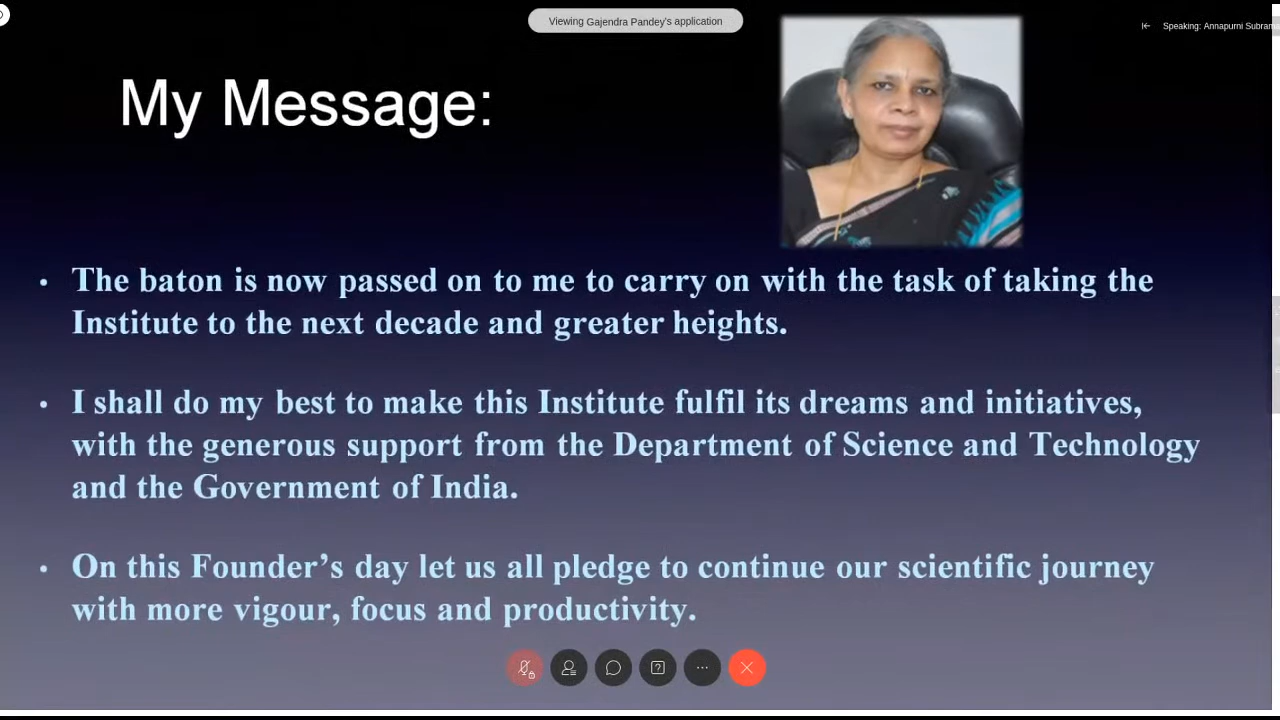 Viewing Gajendra Pandey's application
Speaking: Annapurni Subrama
My Message:
• The baton is now passed on to me to carry on with the task of taking the
Institute to the next decade and greater heights.
• I shall do my best to make this Institute fulfil its dreams and initiatives,
with the generous support from the Department of Science and Technology
and the Government of India.
• On this Founder’s day let us all pledge to continue our scientific journey
with more vigour, focus and productivity.